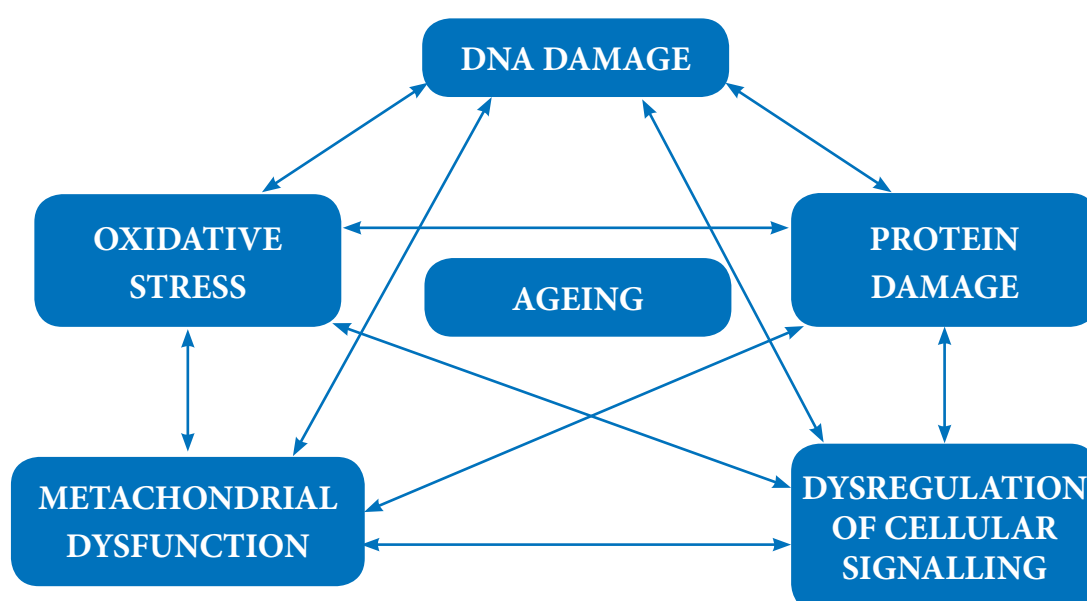 DNA DAMAGE
OXIDATIVE
STRESS
PROTEIN
DAMAGE
AGEING
METACHONDRIAL
DYSFUNCTION
DYSREGULATION
OF CELLULAR
SIGNALLING